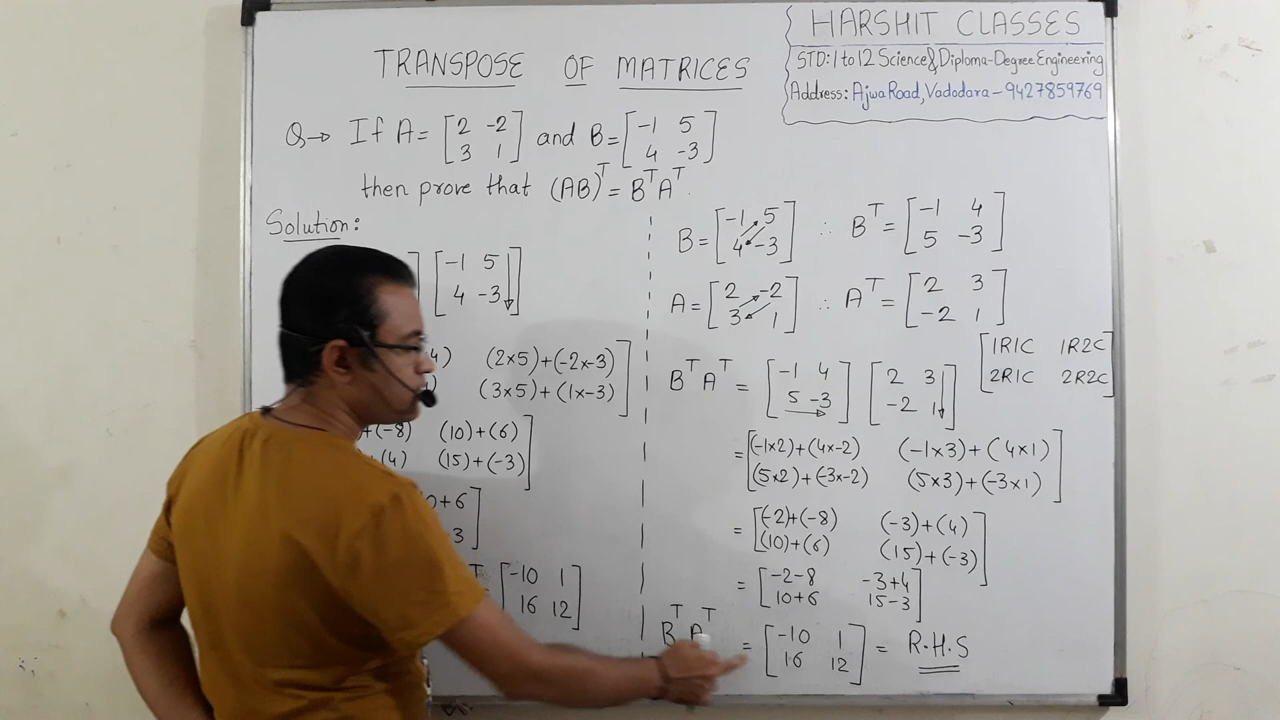 HARSHIT CLASSES
STD: 1 to 12 Science & Diploma-Degree Engineering
Address: Ajwa Road, Vadodara - 9427859769
TRANSPOSE OF MATRICES
Q→ If A = [2 -2 and B = [-1 5
3 1] 4 -3]
then prove that (AB)^T = B^T A^T.
Solution:
] [-1 5
4 -3]
4) (2×5)+(-2×-3)
) (3×5)+(1×-3)]
+(-8) (10)+(6)
+(4) (15)+(-3)]
0+6
-3]
T = [-10 1
16 12]
B = [-1 5 ∴ B^T = [-1 4
4 -3] 5 -3]
A = [2 -2 ∴ A^T = [2 3
3 1] -2 1]
[1R1C 1R2C
2R1C 2R2C]
B^T A^T = [-1 4 [2 3
5 -3] -2 1]
= [(-1×2)+(4×-2) (-1×3)+(4×1)
(5×2)+(-3×-2) (5×3)+(-3×1)]
= [(-2)+(-8) (-3)+(4)
(10)+(6) (15)+(-3)]
= [-2-8 -3+4
10+6 15-3]
B^T A^T = [-10 1 = R.H.S
16 12]